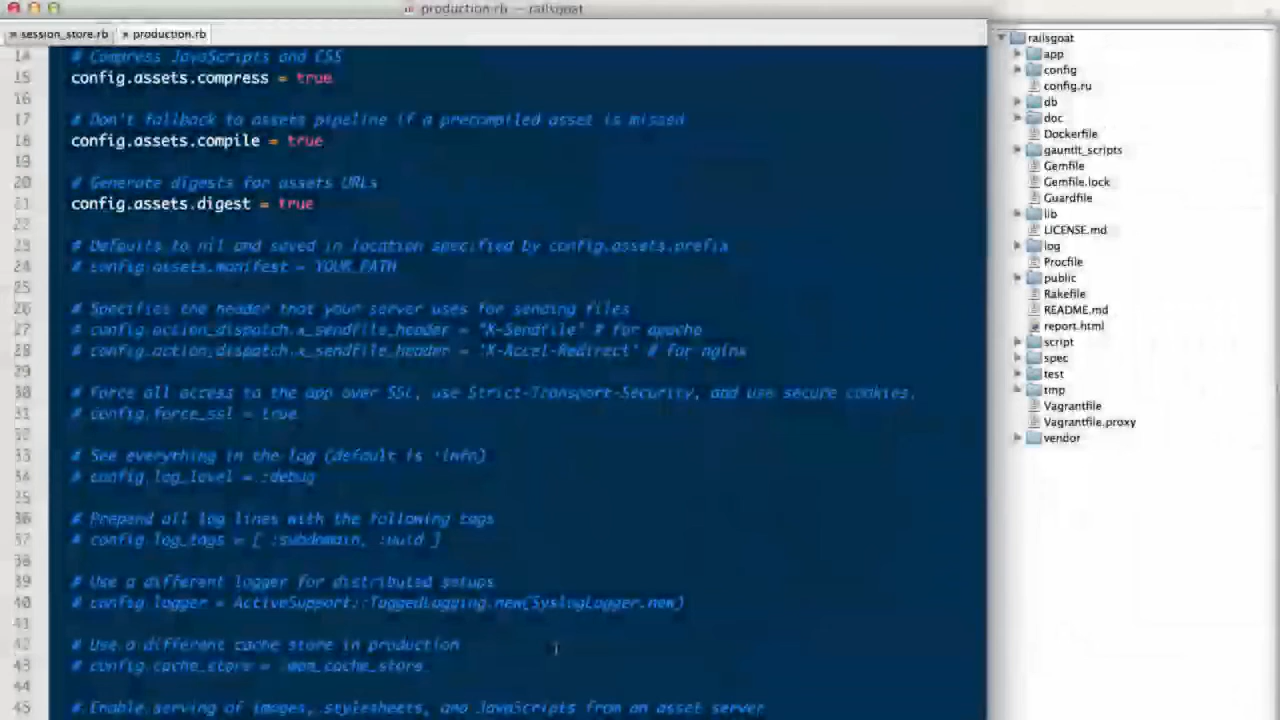 production.rb — railsgoat
session_store.rb
production.rb
14 # Compress JavaScripts and CSS
15 config.assets.compress = true
16
17 # Don't fallback to assets pipeline if a precompiled asset is missed
18 config.assets.compile = true
19
20 # Generate digests for assets URLs
21 config.assets.digest = true
22
23 # Defaults to nil and saved in location specified by config.assets.prefix
24 # config.assets.manifest = YOUR_PATH
25
26 # Specifies the header that your server uses for sending files
27 # config.action_dispatch.x_sendfile_header = "X-Sendfile" # for apache
28 # config.action_dispatch.x_sendfile_header = 'X-Accel-Redirect' # for nginx
29
30 # Force all access to the app over SSL, use Strict-Transport-Security, and use secure cookies.
31 # config.force_ssl = true
32
33 # See everything in the log (default is :info)
34 # config.log_level = :debug
35
36 # Prepend all log lines with the following tags
37 # config.log_tags = [ :subdomain, :uuid ]
38
39 # Use a different logger for distributed setups
40 # config.logger = ActiveSupport::TaggedLogging.new(SyslogLogger.new)
41
42 # Use a different cache store in production
43 # config.cache_store = :mem_cache_store
44
45 # Enable serving of images, stylesheets, and JavaScripts from an asset server
railsgoat
app
config
config.ru
db
doc
Dockerfile
gauntlt_scripts
Gemfile
Gemfile.lock
Guardfile
lib
LICENSE.md
log
Procfile
public
Rakefile
README.md
report.html
script
spec
test
tmp
Vagrantfile
Vagrantfile.proxy
vendor